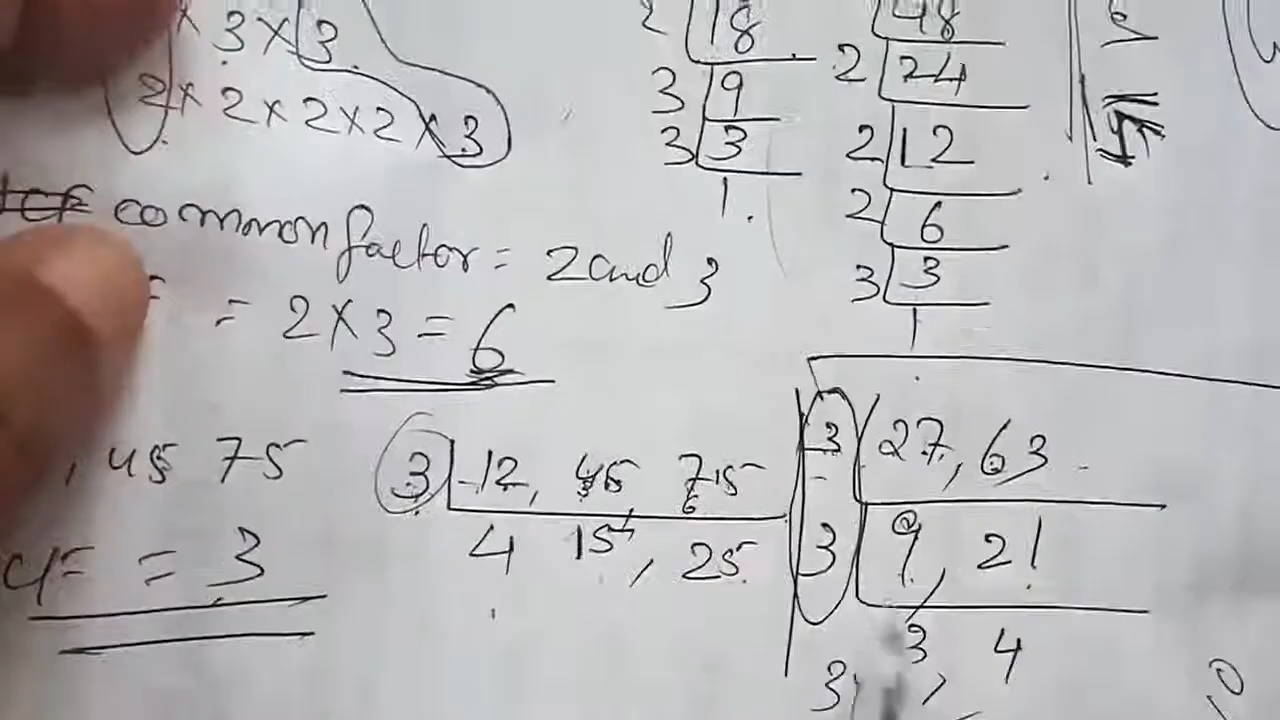 × 3 × 3
2 × 2 × 2 × 2 × 3
common factor = 2 and 3
= 2 × 3 = 6
, 45 75
CF = 3
2 18
3 9
3 3
1.
48
2 24
2 12
2 6
3 3
1
3 12, 45 75
4 15, 25
3 27, 63
3 9, 21
3, 4
3